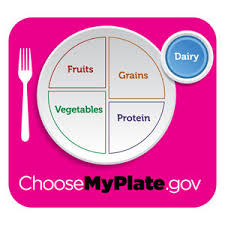 Fruits
Grains
Dairy
Vegetables
Protein
ChooseMyPlate.gov